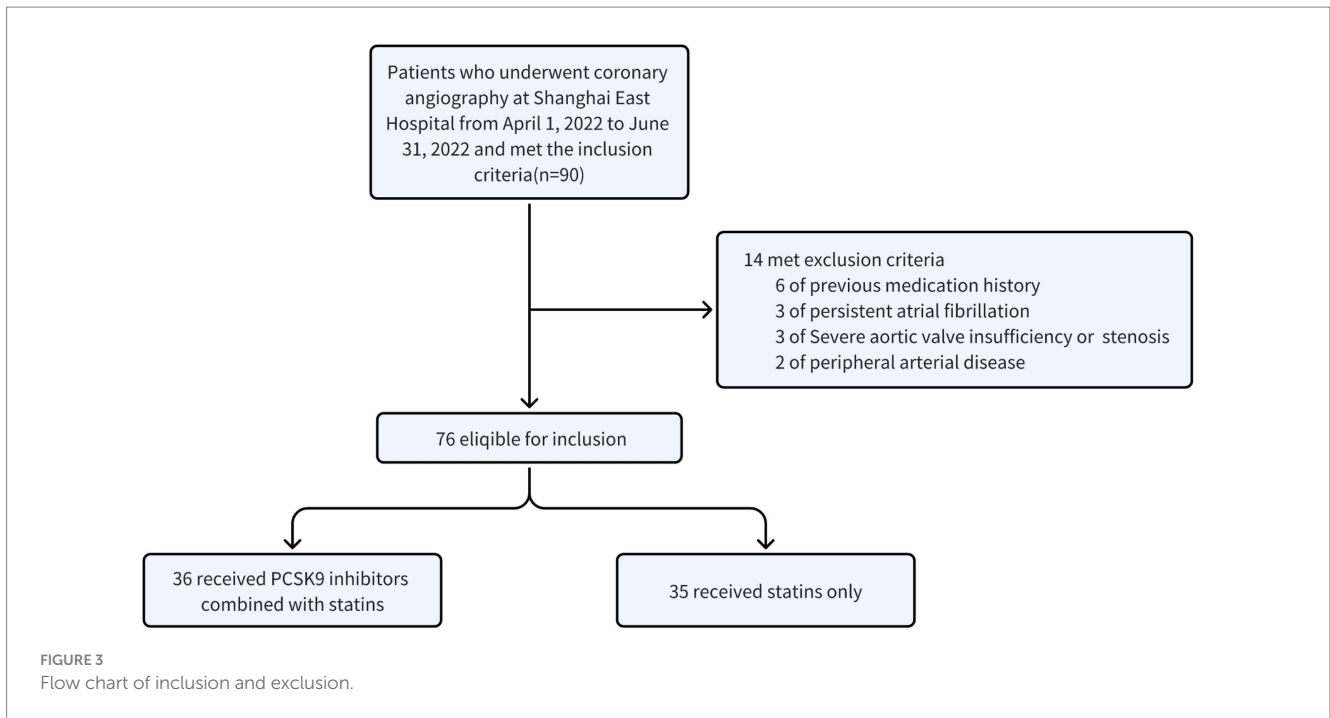 Patients who underwent coronary
angiography at Shanghai East
Hospital from April 1, 2022 to June
31, 2022 and met the inclusion
criteria(n=90)
14 met exclusion criteria
6 of previous medication history
3 of persistent atrial fibrillation
3 of Severe aortic valve insufficiency or stenosis
2 of peripheral arterial disease
76 eliqible for inclusion
36 received PCSK9 inhibitors
combined with statins
35 received statins only
FIGURE 3
Flow chart of inclusion and exclusion.